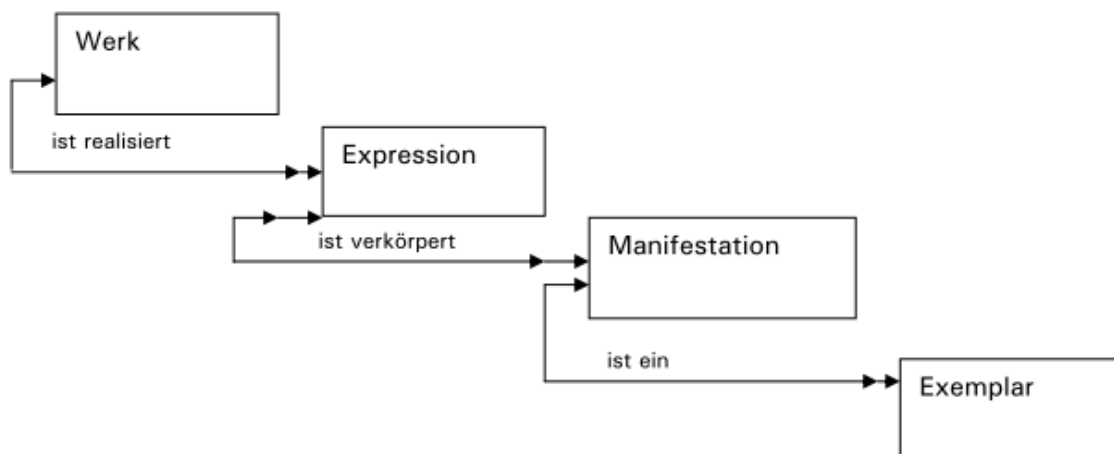 Werk
ist realisiert
Expression
ist verkörpert
Manifestation
ist ein
Exemplar